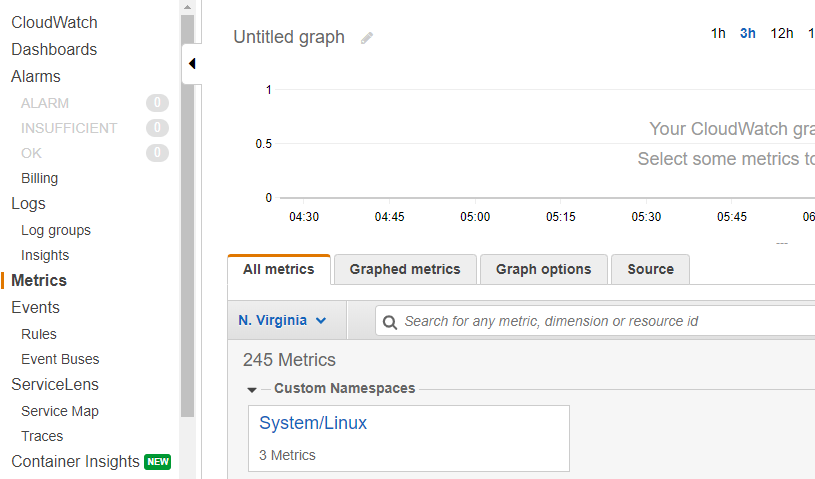 CloudWatch
Dashboards
Alarms
ALARM 0
INSUFFICIENT 0
OK 0
Billing
Logs
Log groups
Insights
Metrics
Events
Rules
Event Buses
ServiceLens
Service Map
Traces
Container Insights NEW
Untitled graph
1h 3h 12h 1
1
0.5
0
Your CloudWatch gra
Select some metrics to
04:30 04:45 05:00 05:15 05:30 05:45 06
---
All metrics Graphed metrics Graph options Source
N. Virginia Search for any metric, dimension or resource id
245 Metrics
Custom Namespaces
System/Linux
3 Metrics